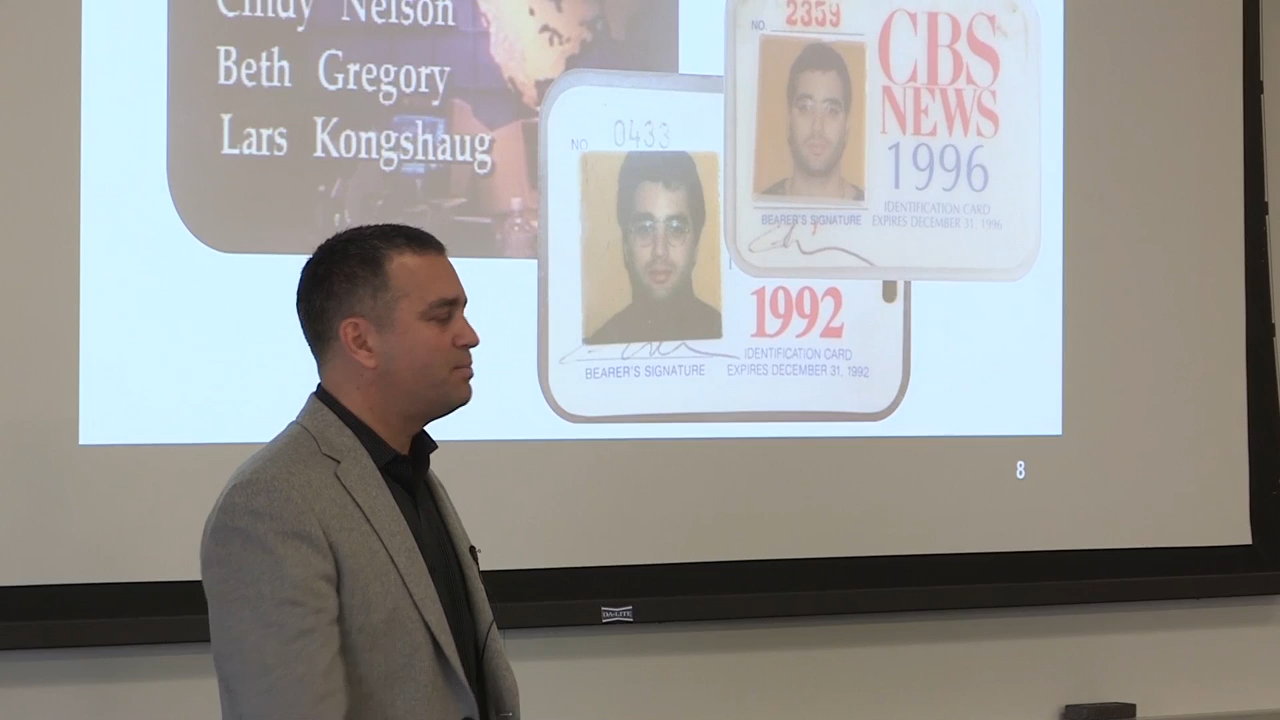 Cindy Nelson
Beth Gregory
Lars Kongshaug
NO. 2359
CBS
NEWS
1996
IDENTIFICATION CARD
EXPIRES DECEMBER 31, 1996
BEARER'S SIGNATURE
NO. 0433
1992
IDENTIFICATION CARD
EXPIRES DECEMBER 31, 1992
BEARER'S SIGNATURE
8
DA-LITE